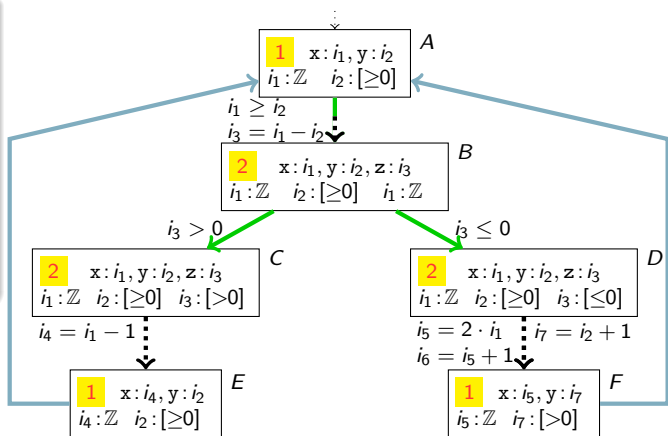 A
1 x:i₁, y:i₂
i₁:ℤ i₂:[≥0]
i₁ ≥ i₂
i₃ = i₁ − i₂
B
2 x:i₁, y:i₂, z:i₃
i₁:ℤ i₂:[≥0] i₁:ℤ
i₃ > 0
i₃ ≤ 0
C
2 x:i₁, y:i₂, z:i₃
i₁:ℤ i₂:[≥0] i₃:[>0]
D
2 x:i₁, y:i₂, z:i₃
i₁:ℤ i₂:[≥0] i₃:[≤0]
i₄ = i₁ − 1
i₅ = 2 · i₁ i₇ = i₂ + 1
i₆ = i₅ + 1
E
1 x:i₄, y:i₂
i₄:ℤ i₂:[≥0]
F
1 x:i₅, y:i₇
i₅:ℤ i₇:[>0]